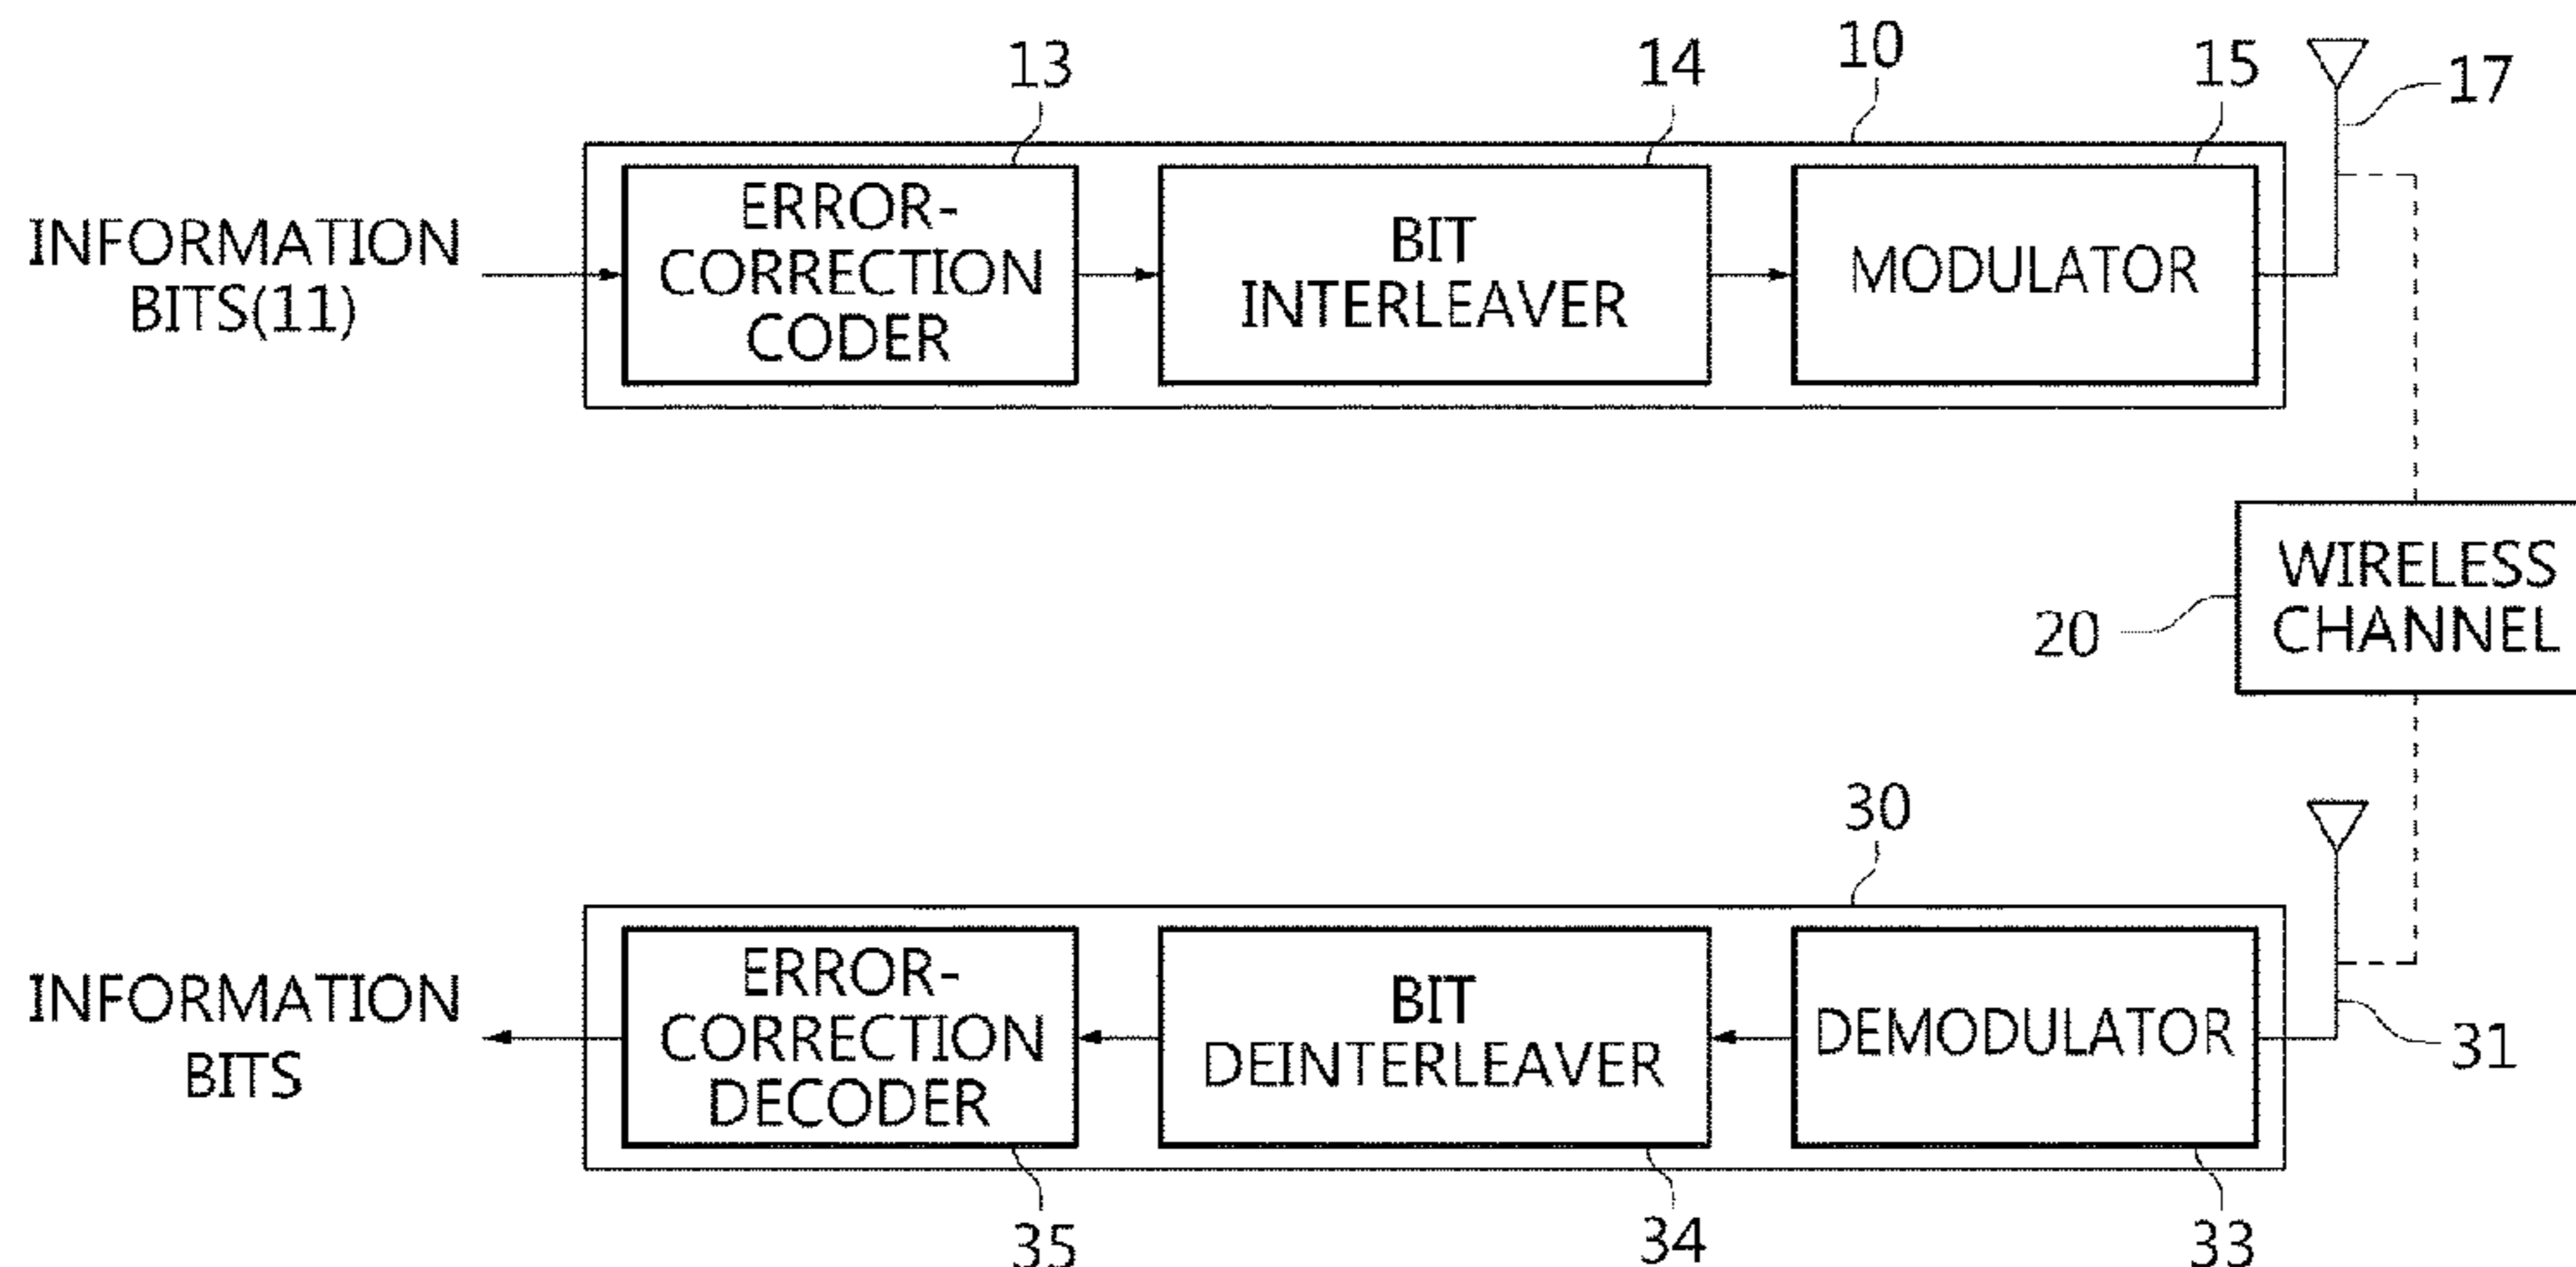 13
14
10
15
17
INFORMATION
BITS(11)
ERROR-
CORRECTION
CODER
BIT
INTERLEAVER
MODULATOR
WIRELESS
CHANNEL
20
30
INFORMATION
BITS
ERROR-
CORRECTION
DECODER
BIT
DEINTERLEAVER
DEMODULATOR
31
35
34
33